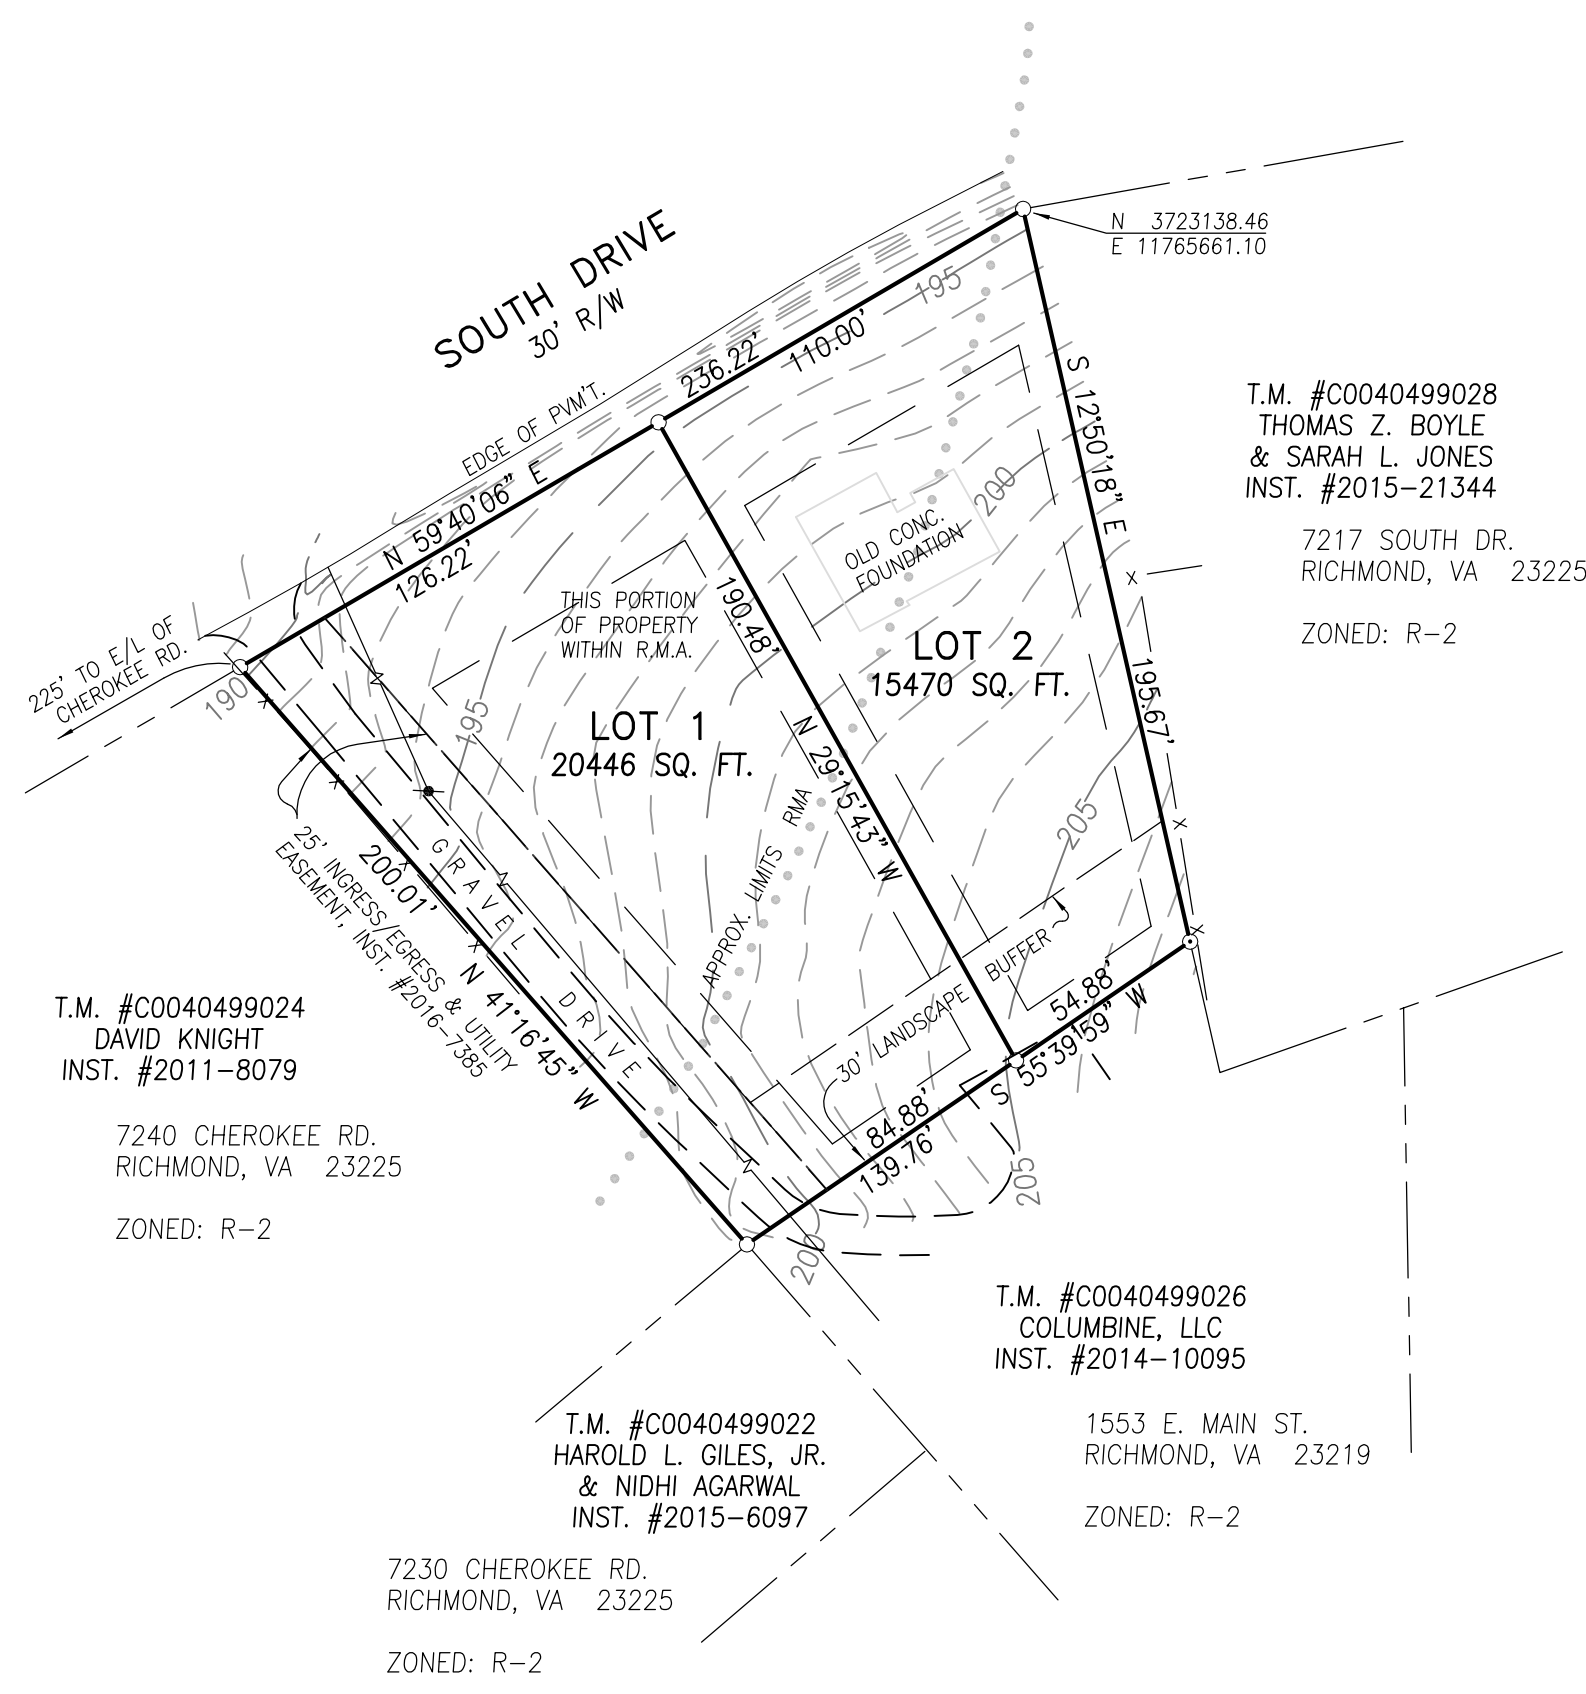 SOUTH DRIVE
30' R/W
N 3723138.46
E 11765661.10
195
236.22'
110.00'
EDGE OF PVM'T.
N 59°40'06" E
126.22'
S 12°50'18" E
195.67'
T.M. #C0040499028
THOMAS Z. BOYLE
& SARAH L. JONES
INST. #2015-21344
7217 SOUTH DR.
RICHMOND, VA 23225
ZONED: R-2
200
OLD CONC.
FOUNDATION
THIS PORTION
OF PROPERTY
WITHIN R.M.A.
190.48'
N 29°15'43" W
LOT 2
15470 SQ. FT.
225' TO E/L OF
CHEROKEE RD.
190
195
LOT 1
20446 SQ. FT.
205
APPROX. LIMITS RMA
GRAVEL DRIVE
25' INGRESS/EGRESS & UTILITY
EASEMENT, INST. #2016-7385
200.01'
N 41°16'45" W
30' LANDSCAPE BUFFER
54.88'
S 55°39'59" W
84.88'
139.76'
205
200
T.M. #C0040499024
DAVID KNIGHT
INST. #2011-8079
7240 CHEROKEE RD.
RICHMOND, VA 23225
ZONED: R-2
T.M. #C0040499026
COLUMBINE, LLC
INST. #2014-10095
1553 E. MAIN ST.
RICHMOND, VA 23219
ZONED: R-2
T.M. #C0040499022
HAROLD L. GILES, JR.
& NIDHI AGARWAL
INST. #2015-6097
7230 CHEROKEE RD.
RICHMOND, VA 23225
ZONED: R-2